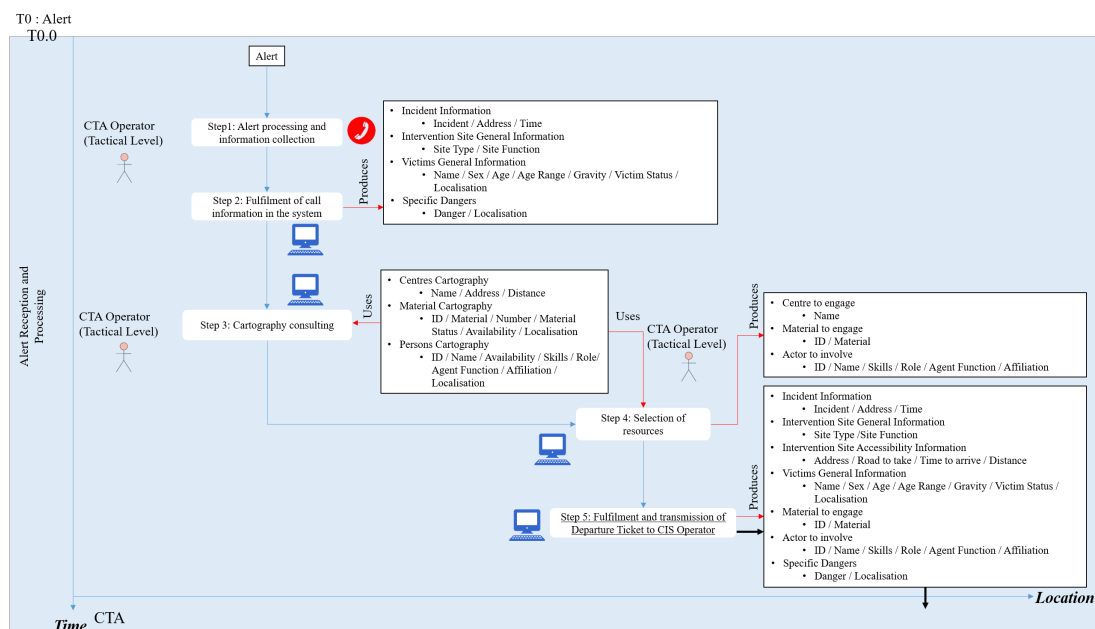 T0 : Alert
T0.0
Alert
CTA Operator
(Tactical Level)
Step1: Alert processing and
information collection
• Incident Information
• Incident / Address / Time
• Intervention Site General Information
• Site Type / Site Function
• Victims General Information
• Name / Sex / Age / Age Range / Gravity / Victim Status /
Localisation
• Specific Dangers
• Danger / Localisation
Produces
Step 2: Fulfilment of call
information in the system
Alert Reception and
Processing
CTA Operator
(Tactical Level)
Step 3: Cartography consulting
Uses
• Centres Cartography
• Name / Address / Distance
• Material Cartography
• ID / Material / Number / Material
Status / Availability / Localisation
• Persons Cartography
• ID / Name / Availability / Skills / Role/
Agent Function / Affiliation /
Localisation
Uses
CTA Operator
(Tactical Level)
Produces
• Centre to engage
• Name
• Material to engage
• ID / Material
• Actor to involve
• ID / Name / Skills / Role / Agent Function / Affiliation
Step 4: Selection of
resources
• Incident Information
• Incident / Address / Time
• Intervention Site General Information
• Site Type /Site Function
• Intervention Site Accessibility Information
• Address / Road to take / Time to arrive / Distance
• Victims General Information
• Name / Sex / Age / Age Range / Gravity / Victim Status /
Localisation
• Material to engage
• ID / Material
• Actor to involve
• ID / Name / Skills / Role / Agent Function / Affiliation
• Specific Dangers
• Danger / Localisation
Produces
Step 5: Fulfilment and transmission of
Departure Ticket to CIS Operator
Location
Time
CTA